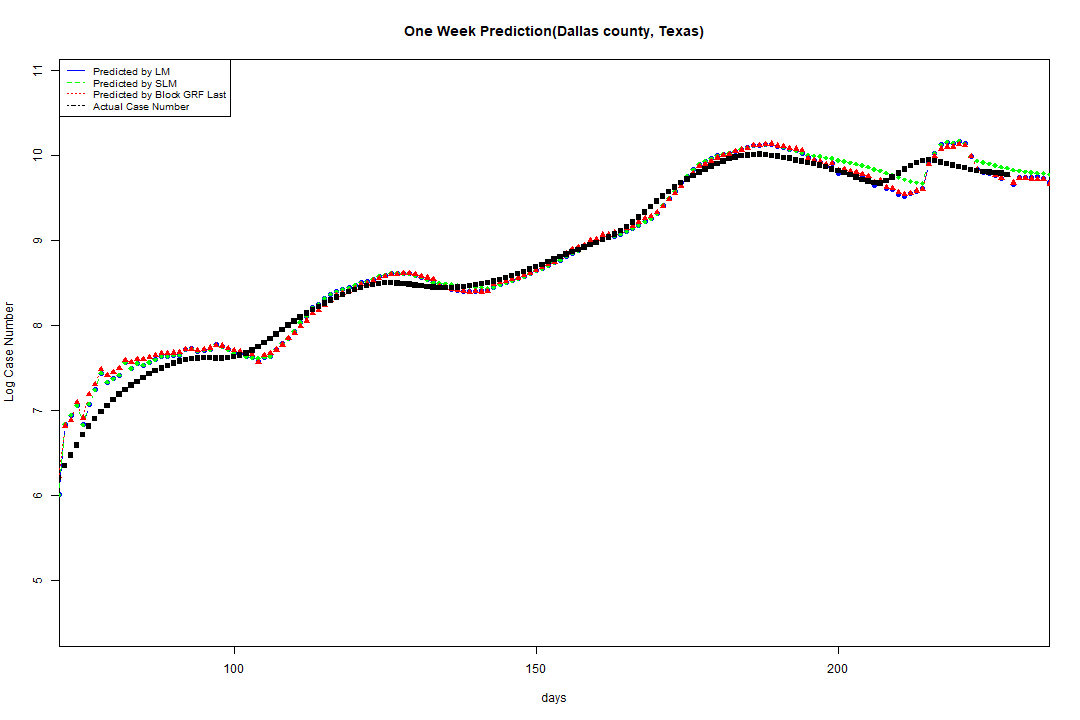 One Week Prediction(Dallas county, Texas)
Predicted by LM
Predicted by SLM
Predicted by Block GRF Last
Actual Case Number
11
10
9
8
7
6
5
Log Case Number
100
150
200
days